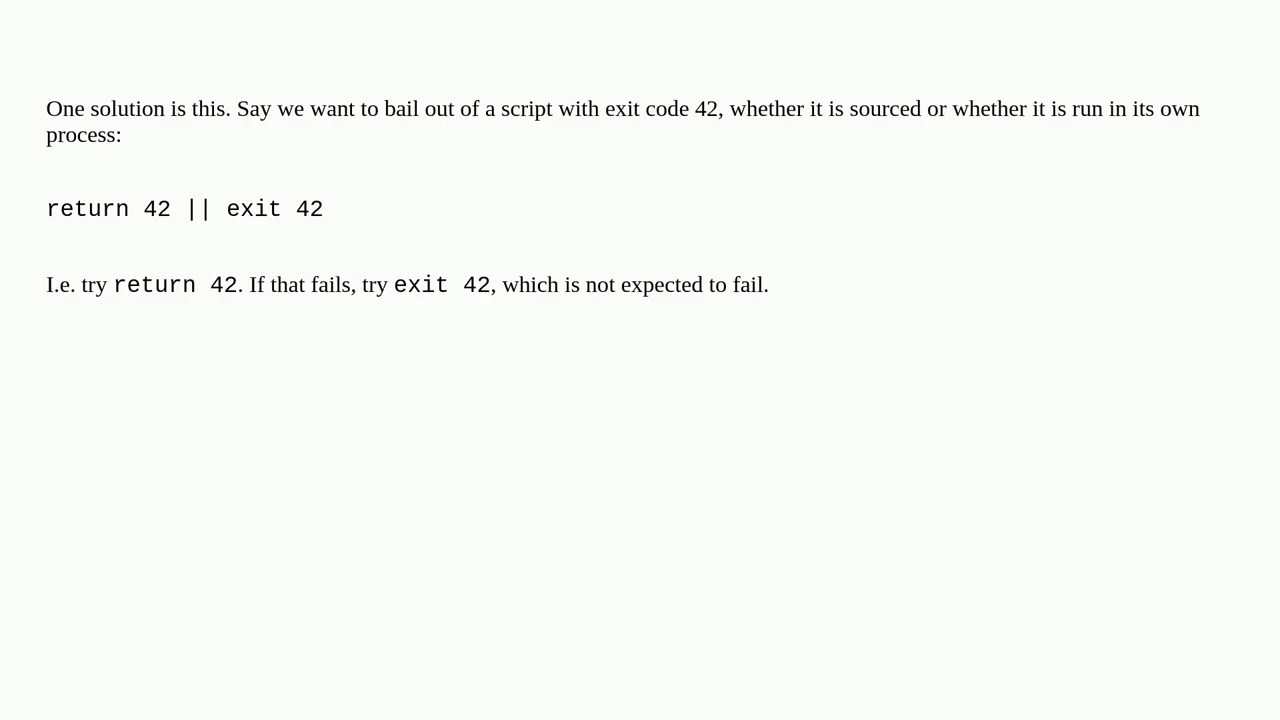 One solution is this. Say we want to bail out of a script with exit code 42, whether it is sourced or whether it is run in its own
process:
return 42 || exit 42
I.e. try return 42. If that fails, try exit 42, which is not expected to fail.